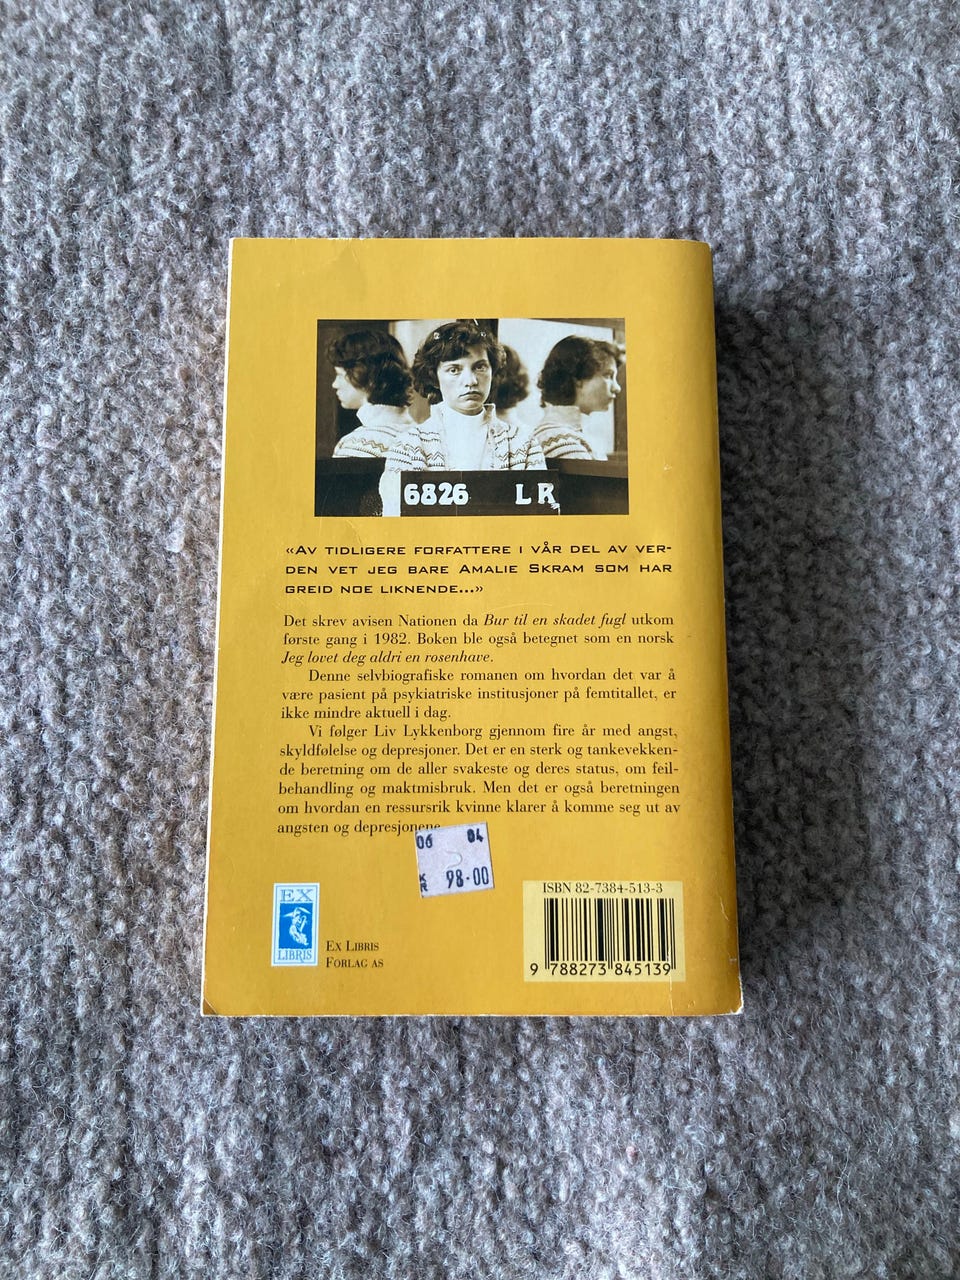 6826 LR
«AV TIDLIGERE FORFATTERE I VÅR DEL AV VER-
DEN VET JEG BARE AMALIE SKRAM SOM HAR
GREID NOE LIKNENDE...»
Det skrev avisen Nationen da Bur til en skadet fugl utkom
første gang i 1982. Boken ble også betegnet som en norsk
Jeg lovet deg aldri en rosenhave.
Denne selvbiografiske romanen om hvordan det var å
være pasient på psykiatriske institusjoner på femtitallet, er
ikke mindre aktuell i dag.
Vi følger Liv Lykkenborg gjennom fire år med angst,
skyldfølelse og depresjoner. Det er en sterk og tankevekken-
de beretning om de aller svakeste og deres status, om feil-
behandling og maktmisbruk. Men det er også beretningen
om hvordan en ressursrik kvinne klarer å komme seg ut av
angsten og depresjonene
06 04
KR 98.00
EX
LIBRIS
EX LIBRIS
FORLAG AS
ISBN 82-7384-513-3
9 788273 845139